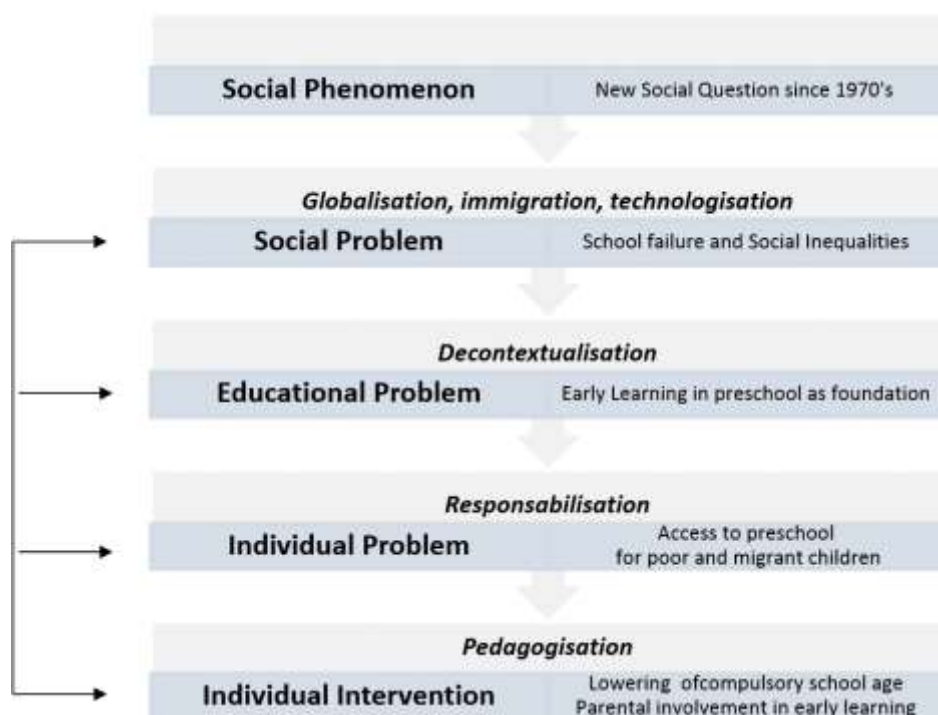 Social Phenomenon
New Social Question since 1970's
Globalisation, immigration, technologisation
Social Problem
School failure and Social Inequalities
Decontextualisation
Educational Problem
Early Learning in preschool as foundation
Responsabilisation
Individual Problem
Access to preschool
for poor and migrant children
Pedagogisation
Individual Intervention
Lowering ofcompulsory school age
Parental involvement in early learning